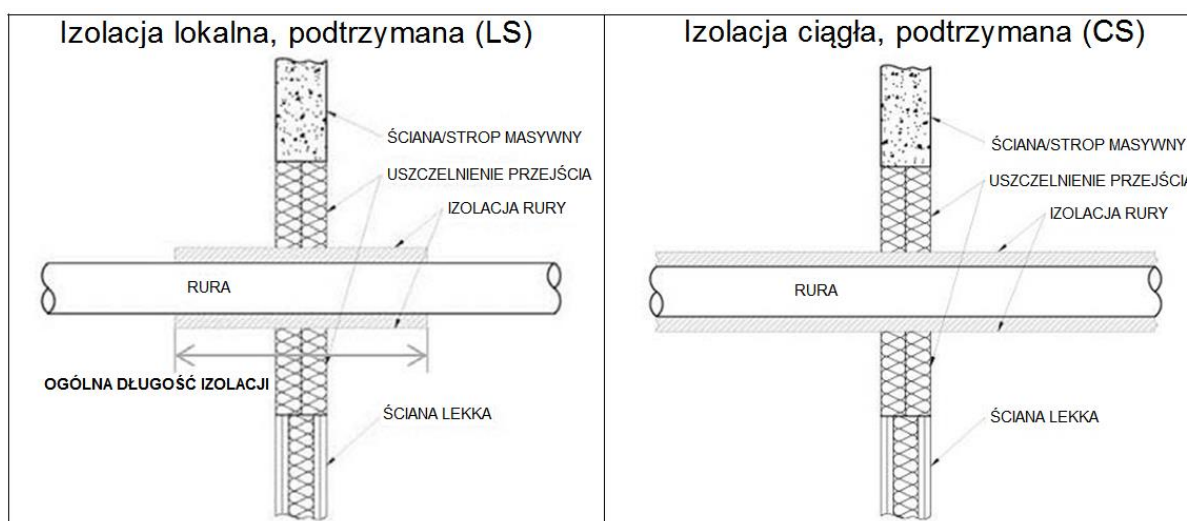 Izolacja lokalna, podtrzymana (LS)
ŚCIANA/STROP MASYWNY
USZCZELNIENIE PRZEJŚCIA
IZOLACJA RURY
RURA
OGÓLNA DŁUGOŚĆ IZOLACJI
ŚCIANA LEKKA
Izolacja ciągła, podtrzymana (CS)
ŚCIANA/STROP MASYWNY
USZCZELNIENIE PRZEJŚCIA
IZOLACJA RURY
RURA
ŚCIANA LEKKA